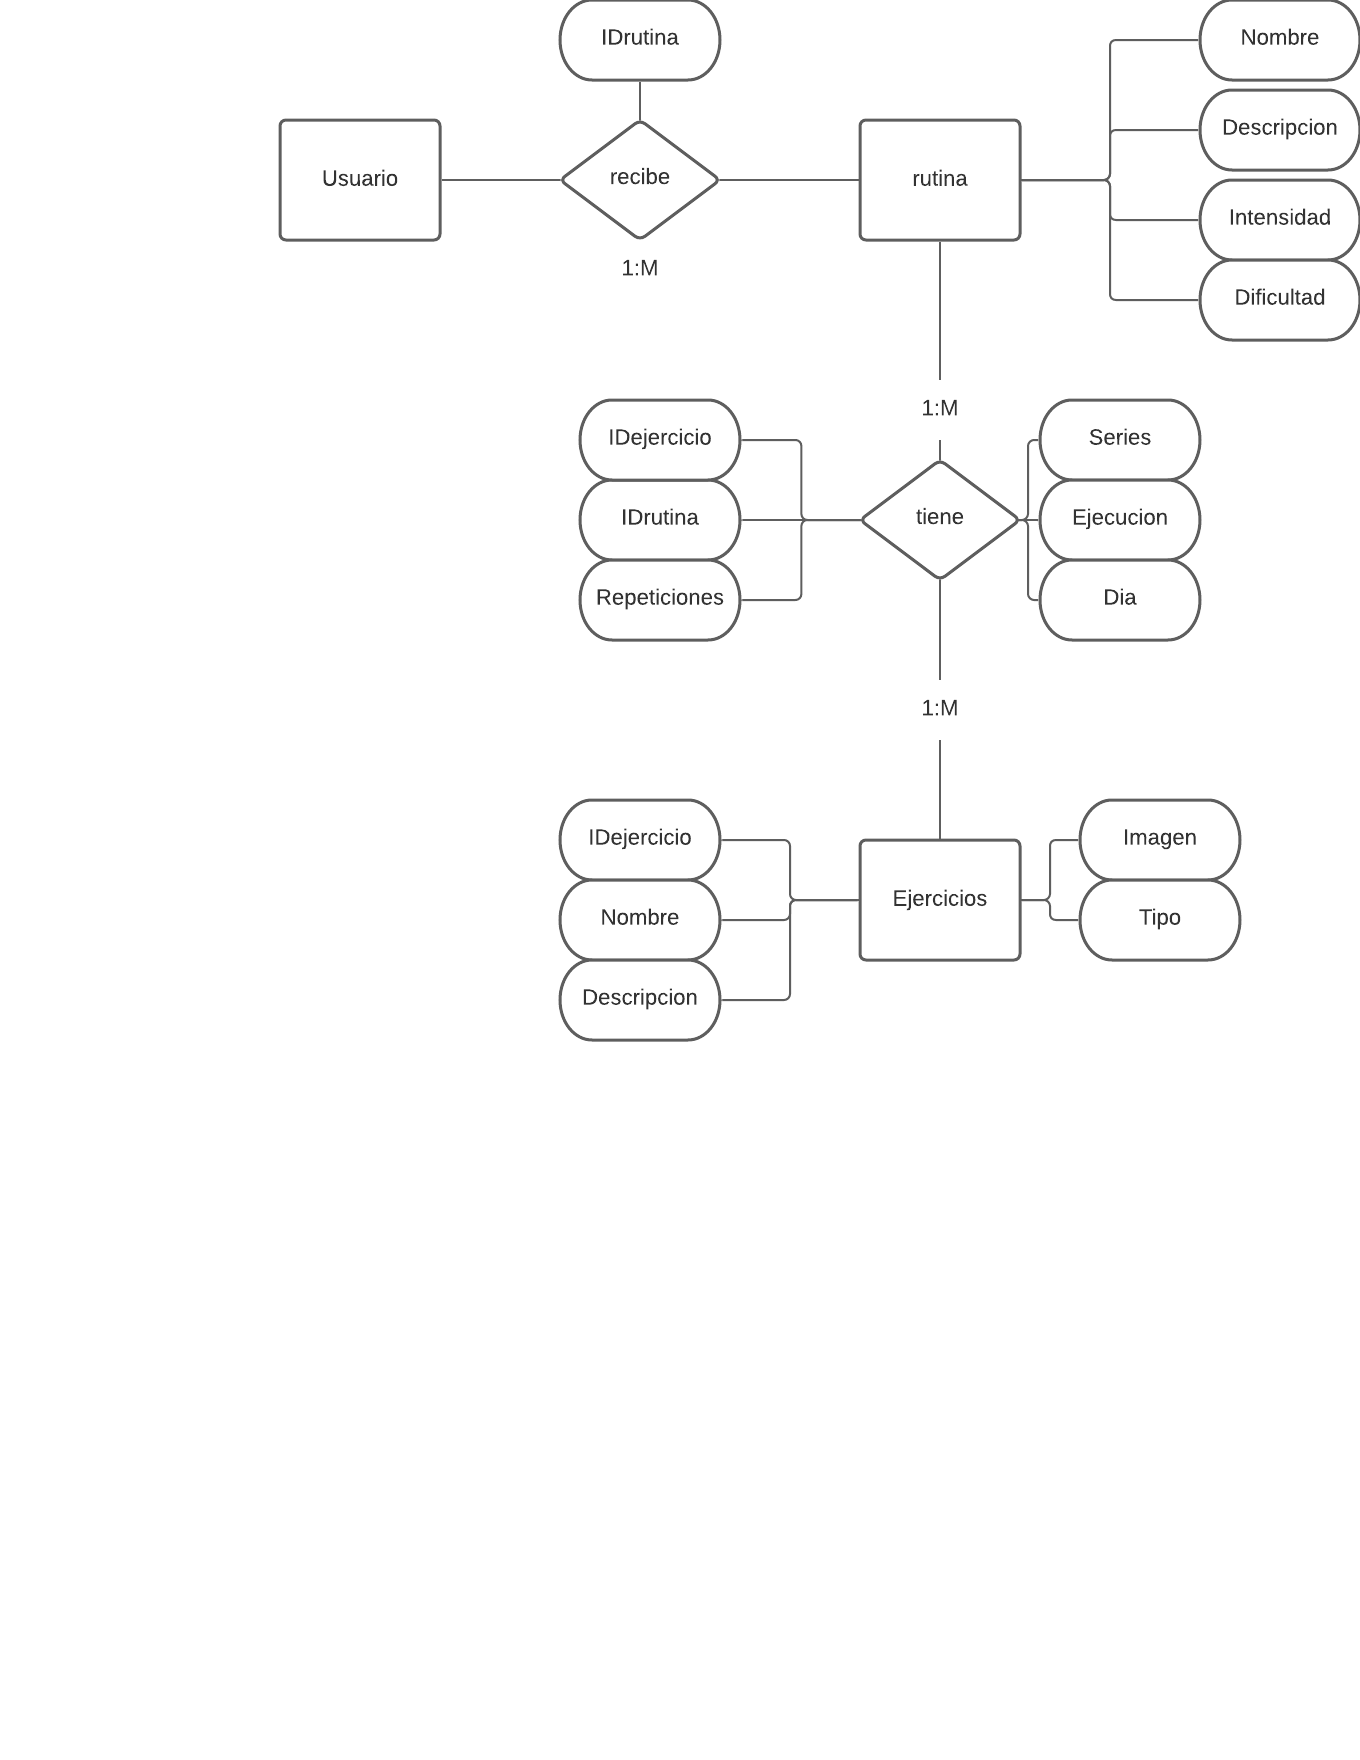 IDrutina
Nombre
Descripcion
Usuario
recibe
rutina
Intensidad
1:M
Dificultad
1:M
IDejercicio
Series
IDrutina
tiene
Ejecucion
Repeticiones
Dia
1:M
IDejercicio
Imagen
Ejercicios
Nombre
Tipo
Descripcion